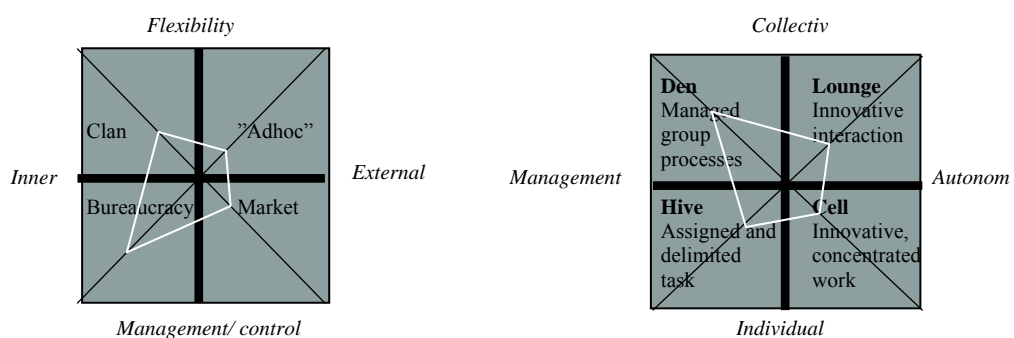 Flexibility
Clan
”Adhoc”
Inner
External
Bureaucracy
Market
Management/ control
Collectiv
Den
Managed
group
processes
Lounge
Innovative
interaction
Management
Autonom
Hive
Assigned and
delimited
task
Cell
Innovative,
concentrated
work
Individual